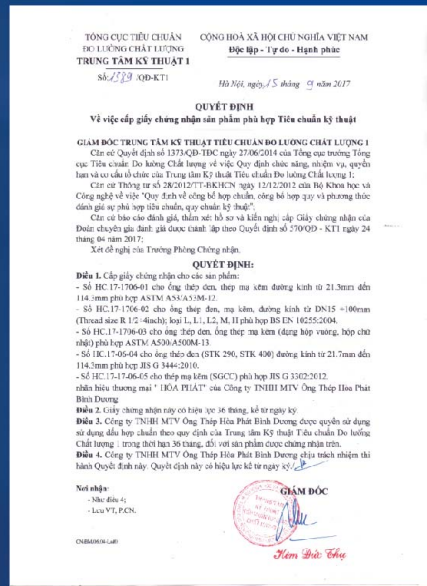 TỔNG CỤC TIÊU CHUẨN
ĐO LƯỜNG CHẤT LƯỢNG
TRUNG TÂM KỸ THUẬT 1
Số: 1589 /QĐ-KT1
CỘNG HOÀ XÃ HỘI CHỦ NGHĨA VIỆT NAM
Độc lập - Tự do - Hạnh phúc
Hà Nội, ngày 15 tháng 9 năm 2017
QUYẾT ĐỊNH
Về việc cấp giấy chứng nhận sản phẩm phù hợp Tiêu chuẩn kỹ thuật
GIÁM ĐỐC TRUNG TÂM KỸ THUẬT TIÊU CHUẨN ĐO LƯỜNG CHẤT LƯỢNG 1
Căn cứ Quyết định số 1373/QĐ-TĐC ngày 27/06/2014 của Tổng cục trưởng Tổng
cục Tiêu chuẩn Đo lường Chất lượng về việc Quy định chức năng, nhiệm vụ, quyền
hạn và cơ cấu tổ chức của Trung tâm Kỹ thuật Tiêu chuẩn Đo lường Chất lượng 1;
Căn cứ Thông tư số 28/2012/TT-BKHCN ngày 12/12/2012 của Bộ Khoa học và
Công nghệ về việc "Quy định về công bố hợp chuẩn, công bố hợp quy và phương thức
đánh giá sự phù hợp tiêu chuẩn, quy chuẩn kỹ thuật";
Căn cứ báo cáo đánh giá, thẩm xét hồ sơ và kiến nghị cấp Giấy chứng nhận của
Đoàn chuyên gia đánh giá được thành lập theo Quyết định số 570/QĐ - KT1 ngày 24
tháng 04 năm 2017;
Xét đề nghị của Trưởng Phòng Chứng nhận.
QUYẾT ĐỊNH:
Điều 1. Cấp giấy chứng nhận cho các sản phẩm:
- Số HC.17-1706-01 cho ống thép đen, thép mạ kẽm đường kính từ 21.3mm đến
114.3mm phù hợp ASTM A53/A53M-12.
- Số HC.17-1706-02 cho ống thép đen, mạ kẽm, đường kính từ DN15 ÷100mm
(Thread size R 1/2÷4inch); loại L, L1, L2, M, H phù hợp BS EN 10255:2004.
- Số HC.17-1706-03 cho ống thép đen, ống thép mạ kẽm (dạng hộp vuông, hộp chữ
nhật) phù hợp ASTM A500/A500M-13.
- Số HC.17-06-04 cho ống thép đen (STK 290, STK 400) đường kính từ 21.7mm đến
114.3mm phù hợp JIS G 3444:2010.
- Số HC.17-17-06-05 cho thép mạ kẽm (SGCC) phù hợp JIS G 3302:2012.
nhãn hiệu thương mại " HÒA PHÁT" của Công ty TNHH MTV Ống Thép Hòa Phát
Bình Dương
Điều 2. Giấy chứng nhận này có hiệu lực 36 tháng, kể từ ngày ký.
Điều 3. Công ty TNHH MTV Ống Thép Hòa Phát Bình Dương được quyền sử dụng
sử dụng dấu hợp chuẩn theo quy định của Trung tâm Kỹ thuật Tiêu chuẩn Đo lường
Chất lượng 1 trong thời hạn 36 tháng, đối với sản phẩm được chứng nhận trên.
Điều 4. Công ty TNHH MTV Ống Thép Hòa Phát Bình Dương chịu trách nhiệm thi
hành Quyết định này. Quyết định này có hiệu lực kể từ ngày ký./.
Nơi nhận:
- Như điều 4;
- Lưu VT, P.CN.
GIÁM ĐỐC
Kem Đức Thụ